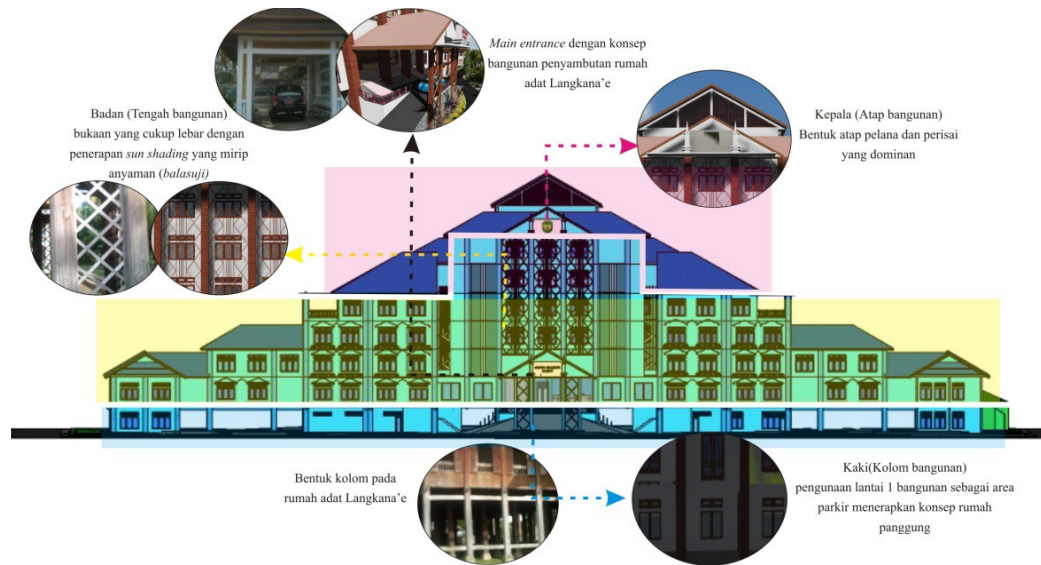 Main entrance dengan konsep
bangunan penyambutan rumah
adat Langkana'e
Badan (Tengah bangunan)
bukaan yang cukup lebar dengan
penerapan sun shading yang mirip
anyaman (balasuji)
Kepala (Atap bangunan)
Bentuk atap pelana dan perisai
yang dominan
Bentuk kolom pada
rumah adat Langkana'e
Kaki(Kolom bangunan)
pengunaan lantai 1 bangunan sebagai area
parkir menerapkan konsep rumah
panggung